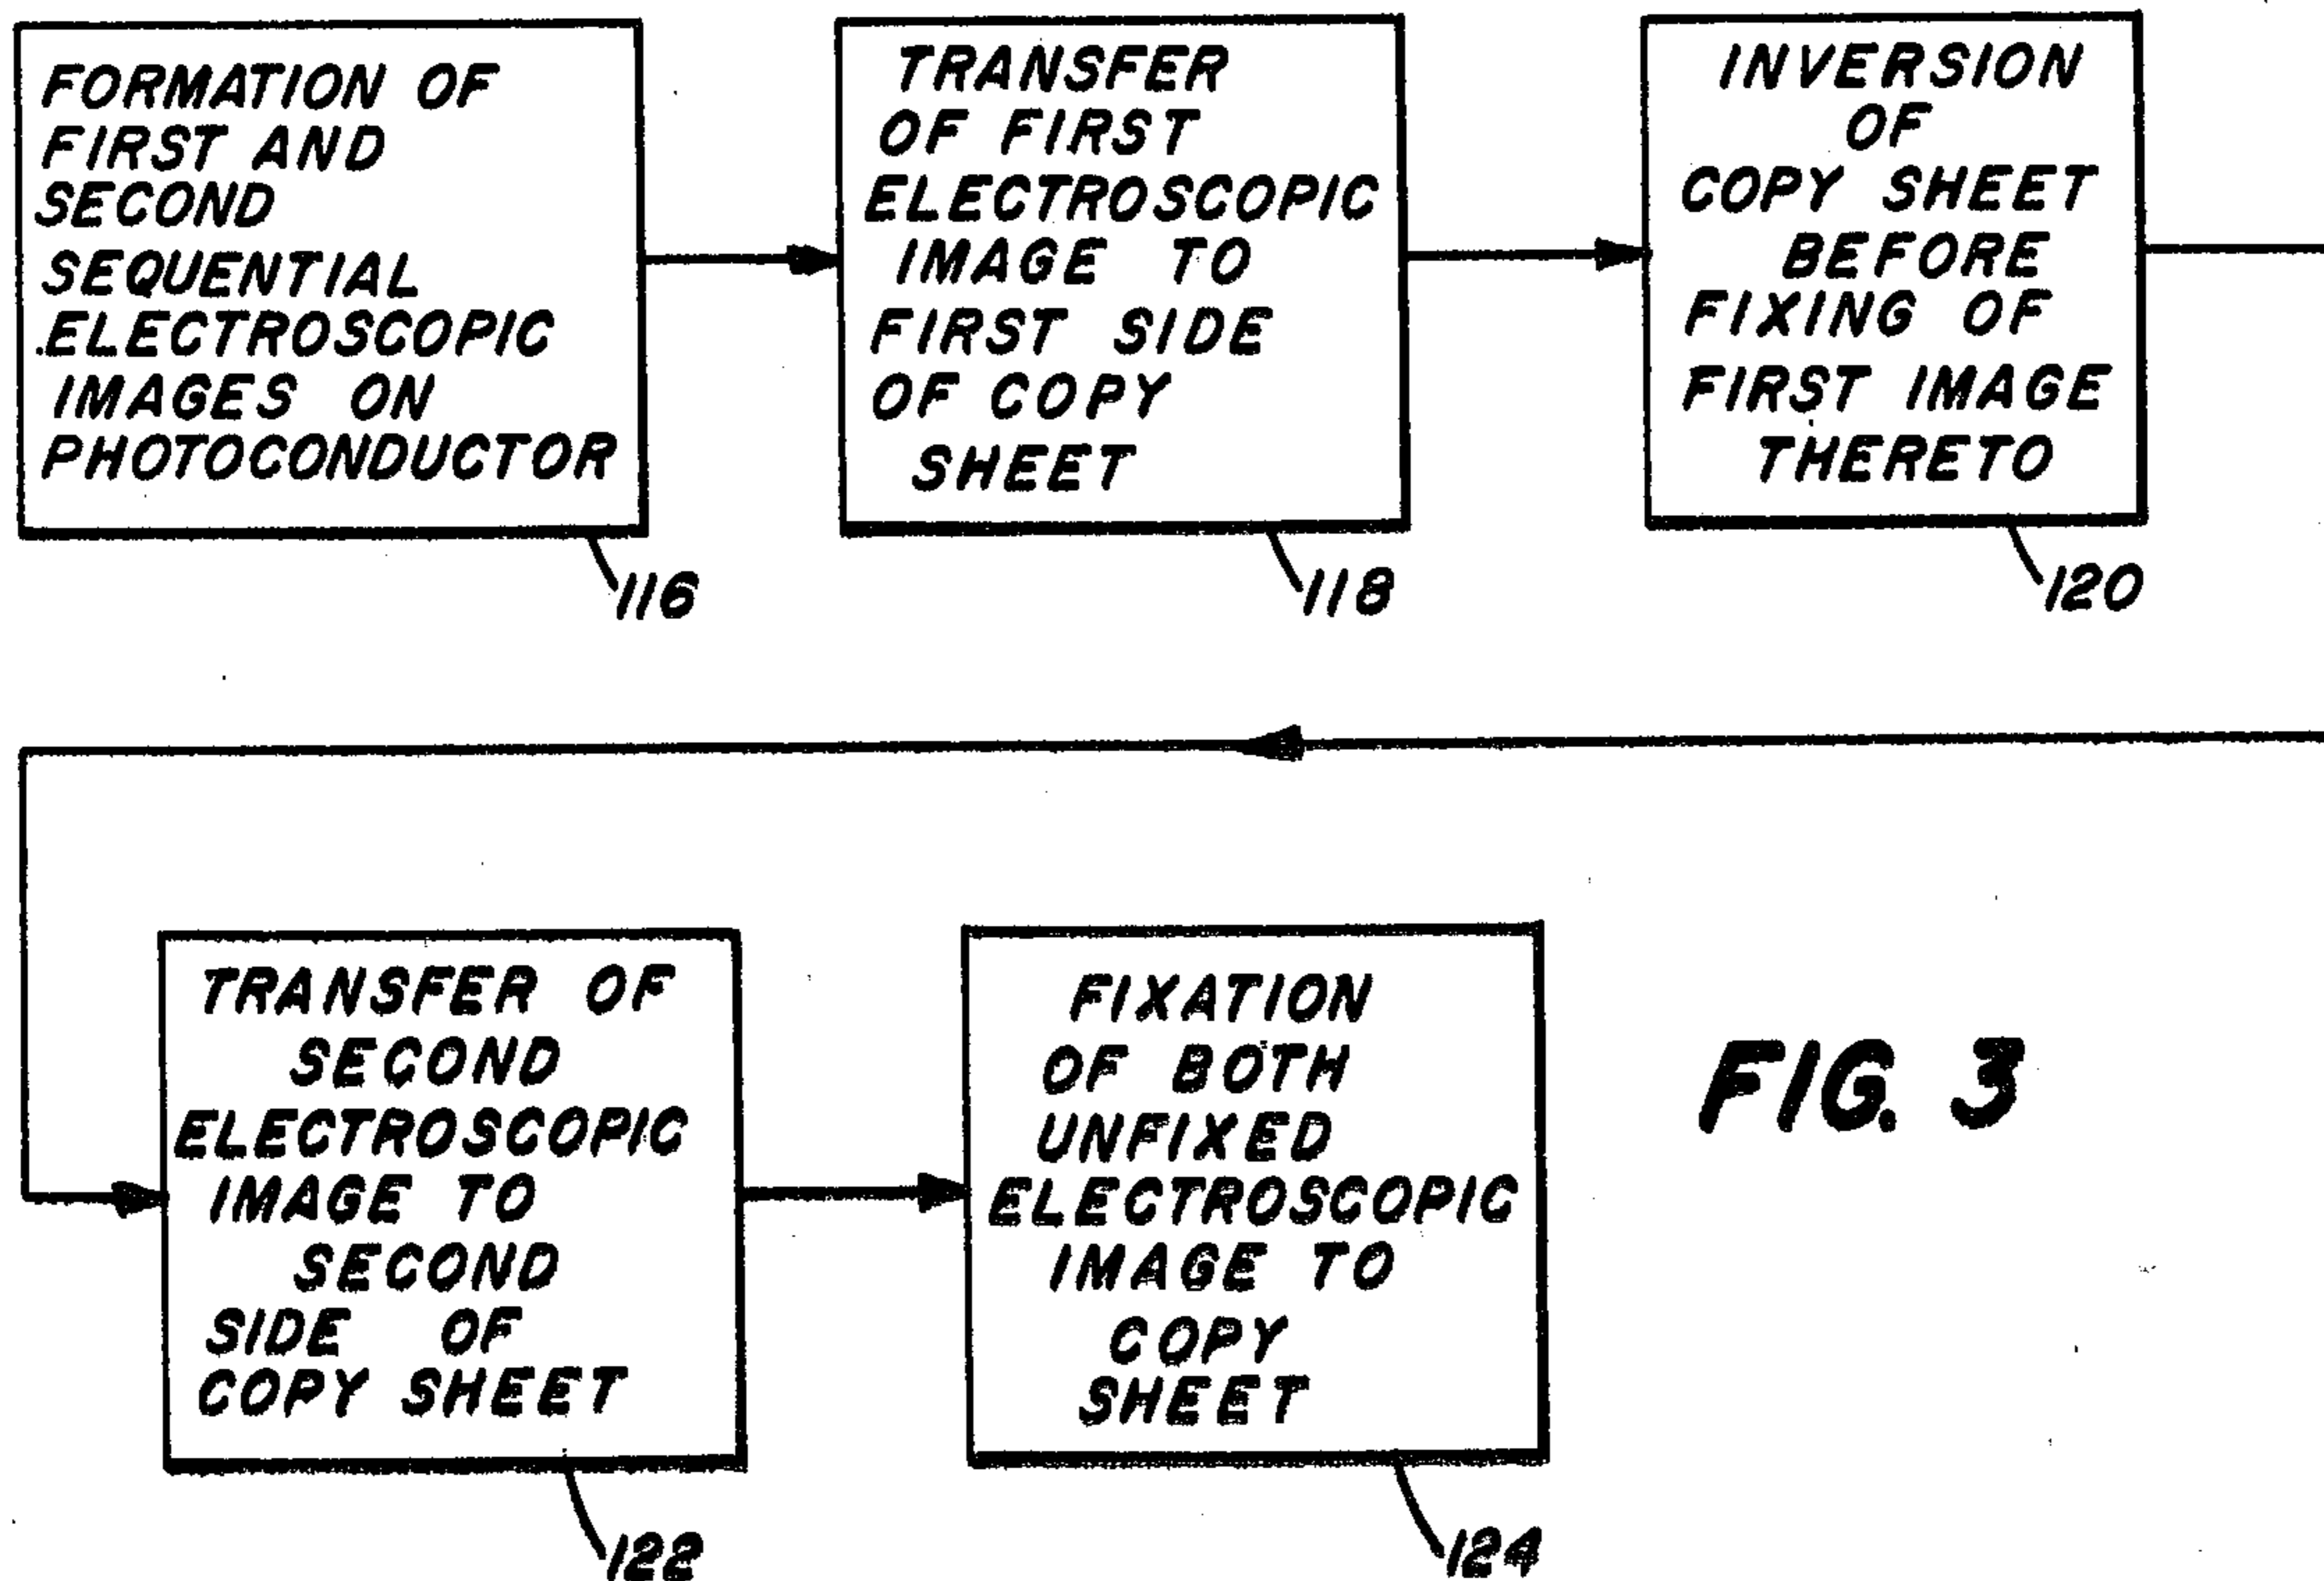 FORMATION OF
FIRST AND
SECOND
SEQUENTIAL
ELECTROSCOPIC
IMAGES ON
PHOTOCONDUCTOR
116
TRANSFER
OF FIRST
ELECTROSCOPIC
IMAGE TO
FIRST SIDE
OF COPY
SHEET
118
INVERSION
OF
COPY SHEET
BEFORE
FIXING OF
FIRST IMAGE
THERETO
120
TRANSFER OF
SECOND
ELECTROSCOPIC
IMAGE TO
SECOND
SIDE OF
COPY SHEET
122
FIXATION
OF BOTH
UNFIXED
ELECTROSCOPIC
IMAGE TO
COPY
SHEET
124
FIG. 3